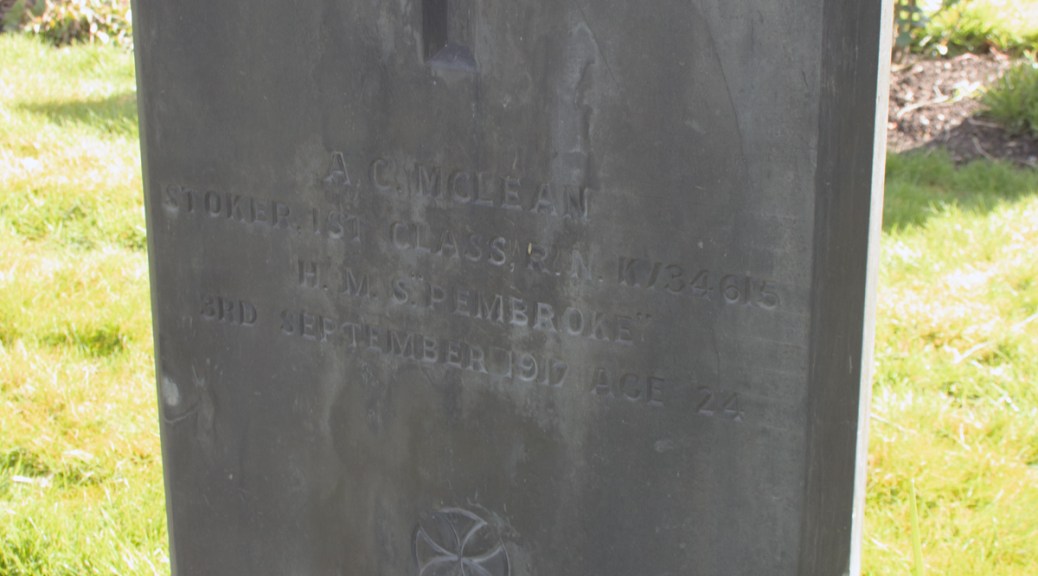 A. C. MCLEAN
STOKER, 1ST CLASS, R. N. K/34615
H. M. S. "PEMBROKE"
3RD SEPTEMBER 1917 AGE 24